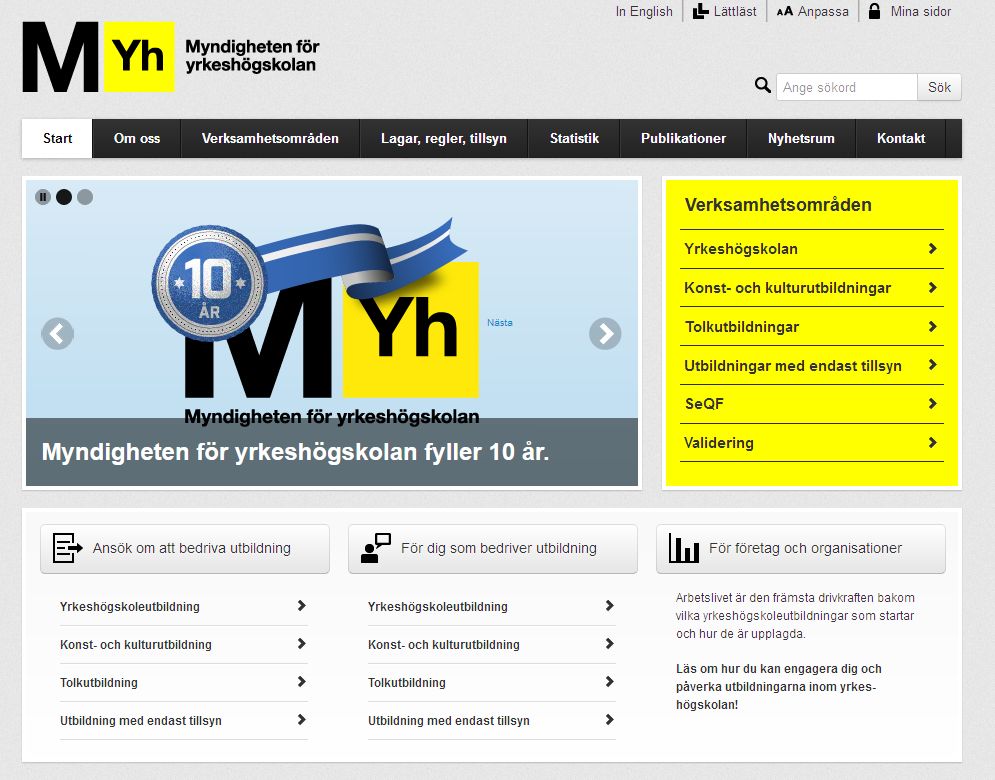 In English
Lättläst
AA Anpassa
Mina sidor
M Yh
Myndigheten för
yrkeshögskolan
Ange sökord
Sök
Start
Om oss
Verksamhetsområden
Lagar, regler, tillsyn
Statistik
Publikationer
Nyhetsrum
Kontakt
10
ÅR
M Yh
Nästa
Myndigheten för yrkeshögskolan
Myndigheten för yrkeshögskolan fyller 10 år.
Verksamhetsområden
Yrkeshögskolan
Konst- och kulturutbildningar
Tolkutbildningar
Utbildningar med endast tillsyn
SeQF
Validering
Ansök om att bedriva utbildning
Yrkeshögskoleutbildning
Konst- och kulturutbildning
Tolkutbildning
Utbildning med endast tillsyn
För dig som bedriver utbildning
Yrkeshögskoleutbildning
Konst- och kulturutbildning
Tolkutbildning
Utbildning med endast tillsyn
För företag och organisationer
Arbetslivet är den främsta drivkraften bakom
vilka yrkeshögskoleutbildningar som startar
och hur de är upplagda.
Läs om hur du kan engagera dig och
påverka utbildningarna inom yrkes-
högskolan!